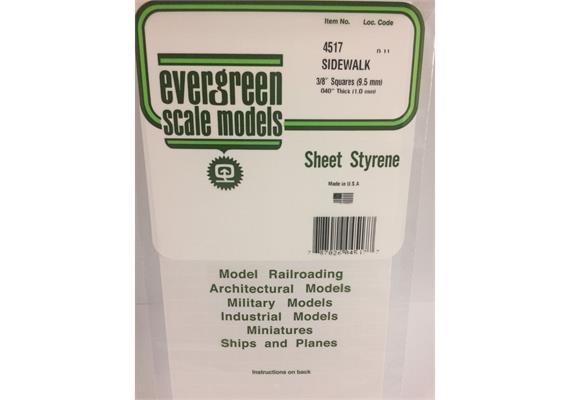 Item No. Loc. Code
4517
SIDEWALK
3/8" Squares (9.5 mm)
.040" Thick (1.0 mm)
evergreen
scale models
Sheet Styrene
Made in U.S.A
Model Railroading
Architectural Models
Military Models
Industrial Models
Miniatures
Ships and Planes
Instructions on back